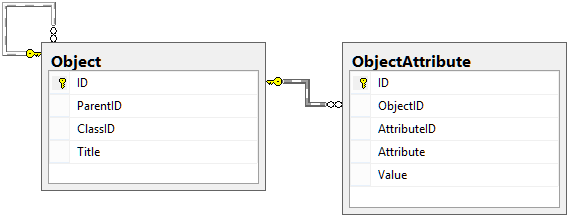 Object
ID
ParentID
ClassID
Title
ObjectAttribute
ID
ObjectID
AttributeID
Attribute
Value